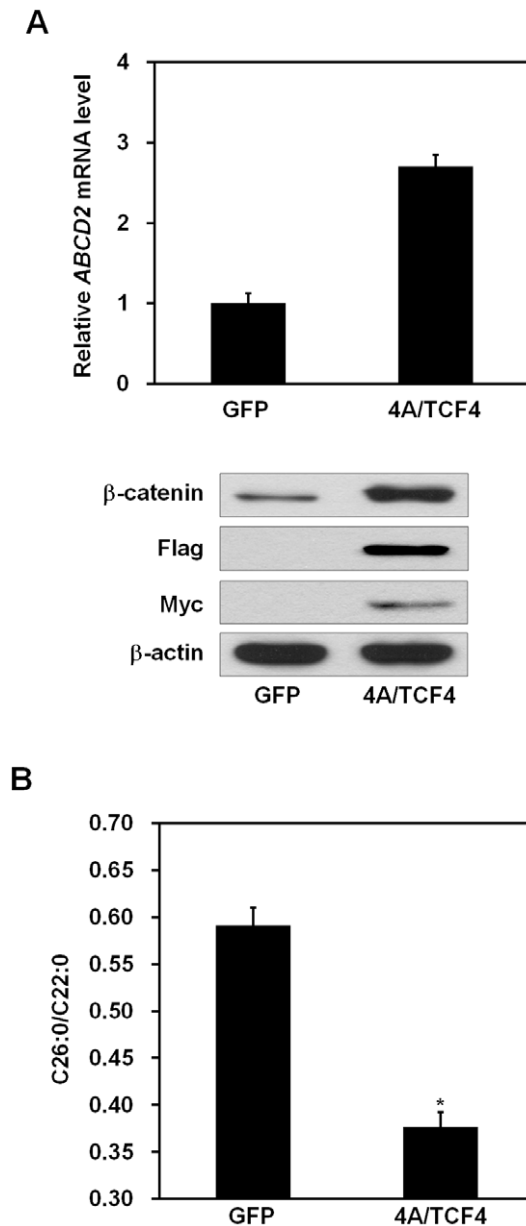 A
Relative ABCD2 mRNA level
4
3
2
1
0
GFP 4A/TCF4
β-catenin
Flag
Myc
β-actin
GFP 4A/TCF4
B
C26:0/C22:0
0.70
0.65
0.60
0.55
0.50
0.45
0.40
0.35
0.30
*
GFP 4A/TCF4